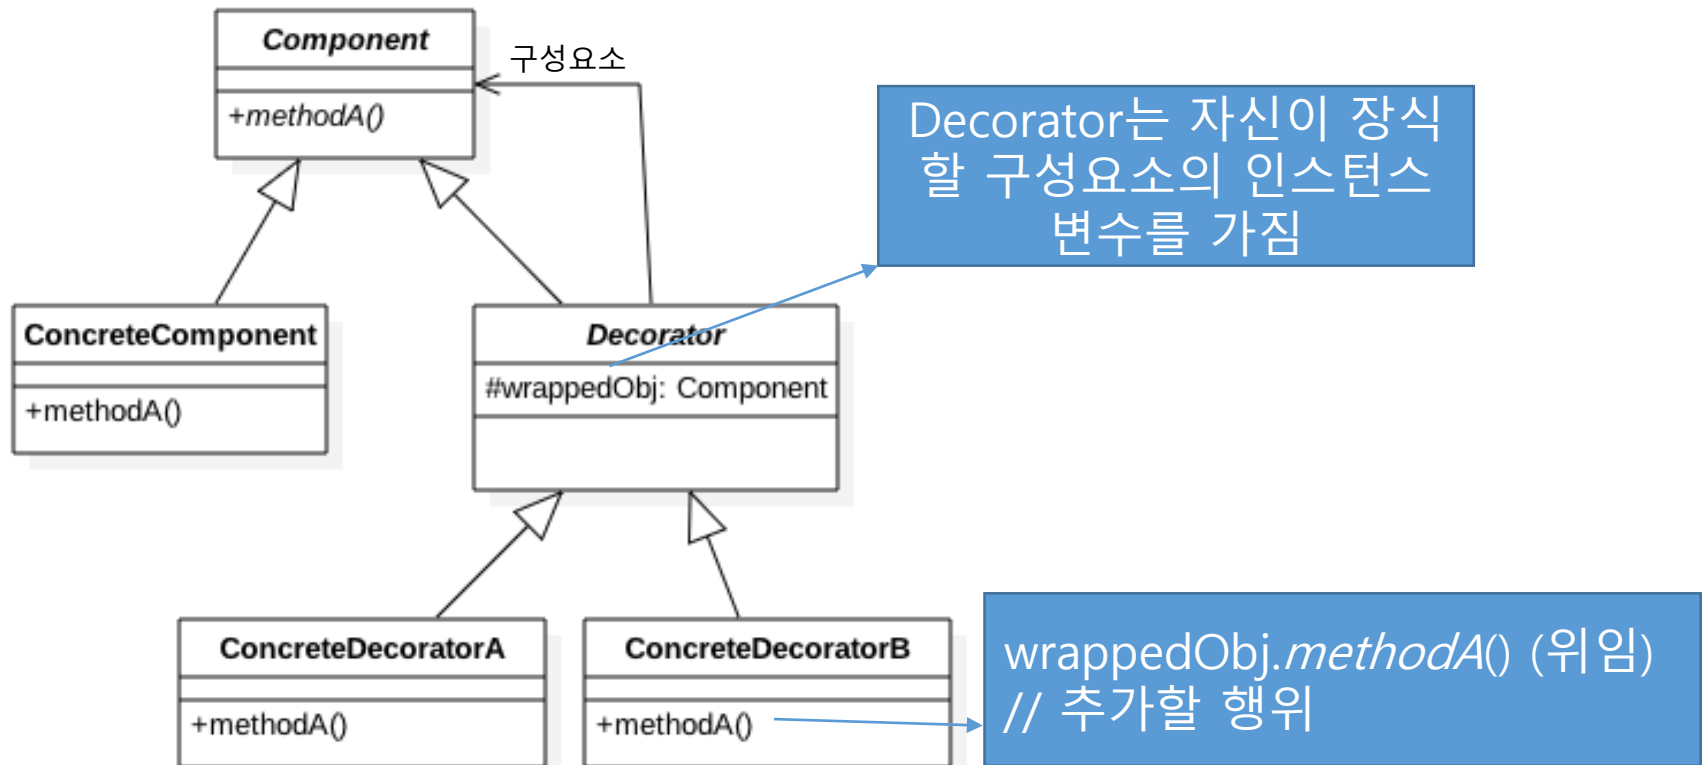 Component
+methodA()
구성요소
Decorator는 자신이 장식
할 구성요소의 인스턴스
변수를 가짐
ConcreteComponent
+methodA()
Decorator
#wrappedObj: Component
ConcreteDecoratorA
+methodA()
ConcreteDecoratorB
+methodA()
wrappedObj.methodA() (위임)
// 추가할 행위